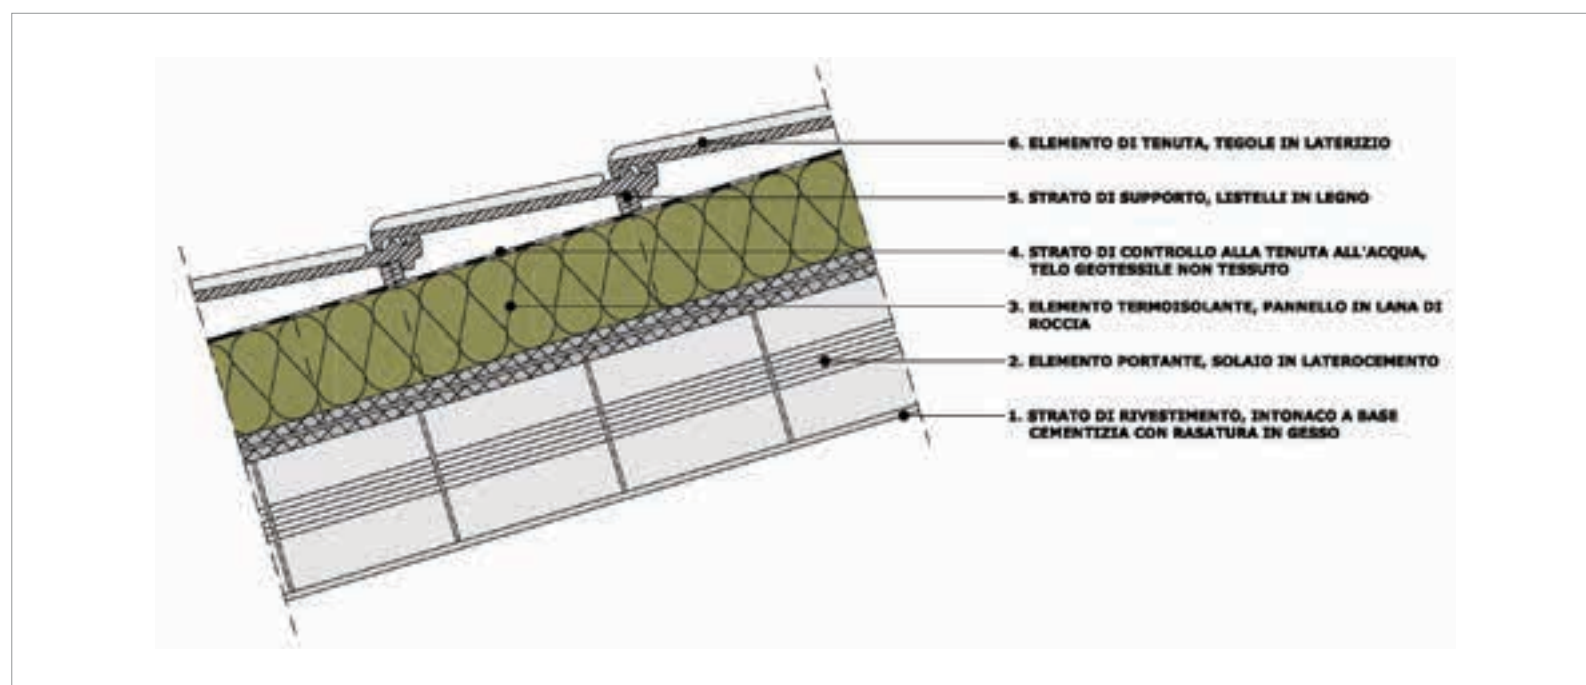 6. ELEMENTO DI TENUTA, TEGOLE IN LATERIZIO
5. STRATO DI SUPPORTO, LISTELLI IN LEGNO
4. STRATO DI CONTROLLO ALLA TENUTA ALL'ACQUA,
TELO GEOTESSILE NON TESSUTO
3. ELEMENTO TERMOISOLANTE, PANNELLO IN LANA DI
ROCCIA
2. ELEMENTO PORTANTE, SOLAIO IN LATEROCEMENTO
1. STRATO DI RIVESTIMENTO, INTONACO A BASE
CEMENTIZIA CON RASATURA IN GESSO